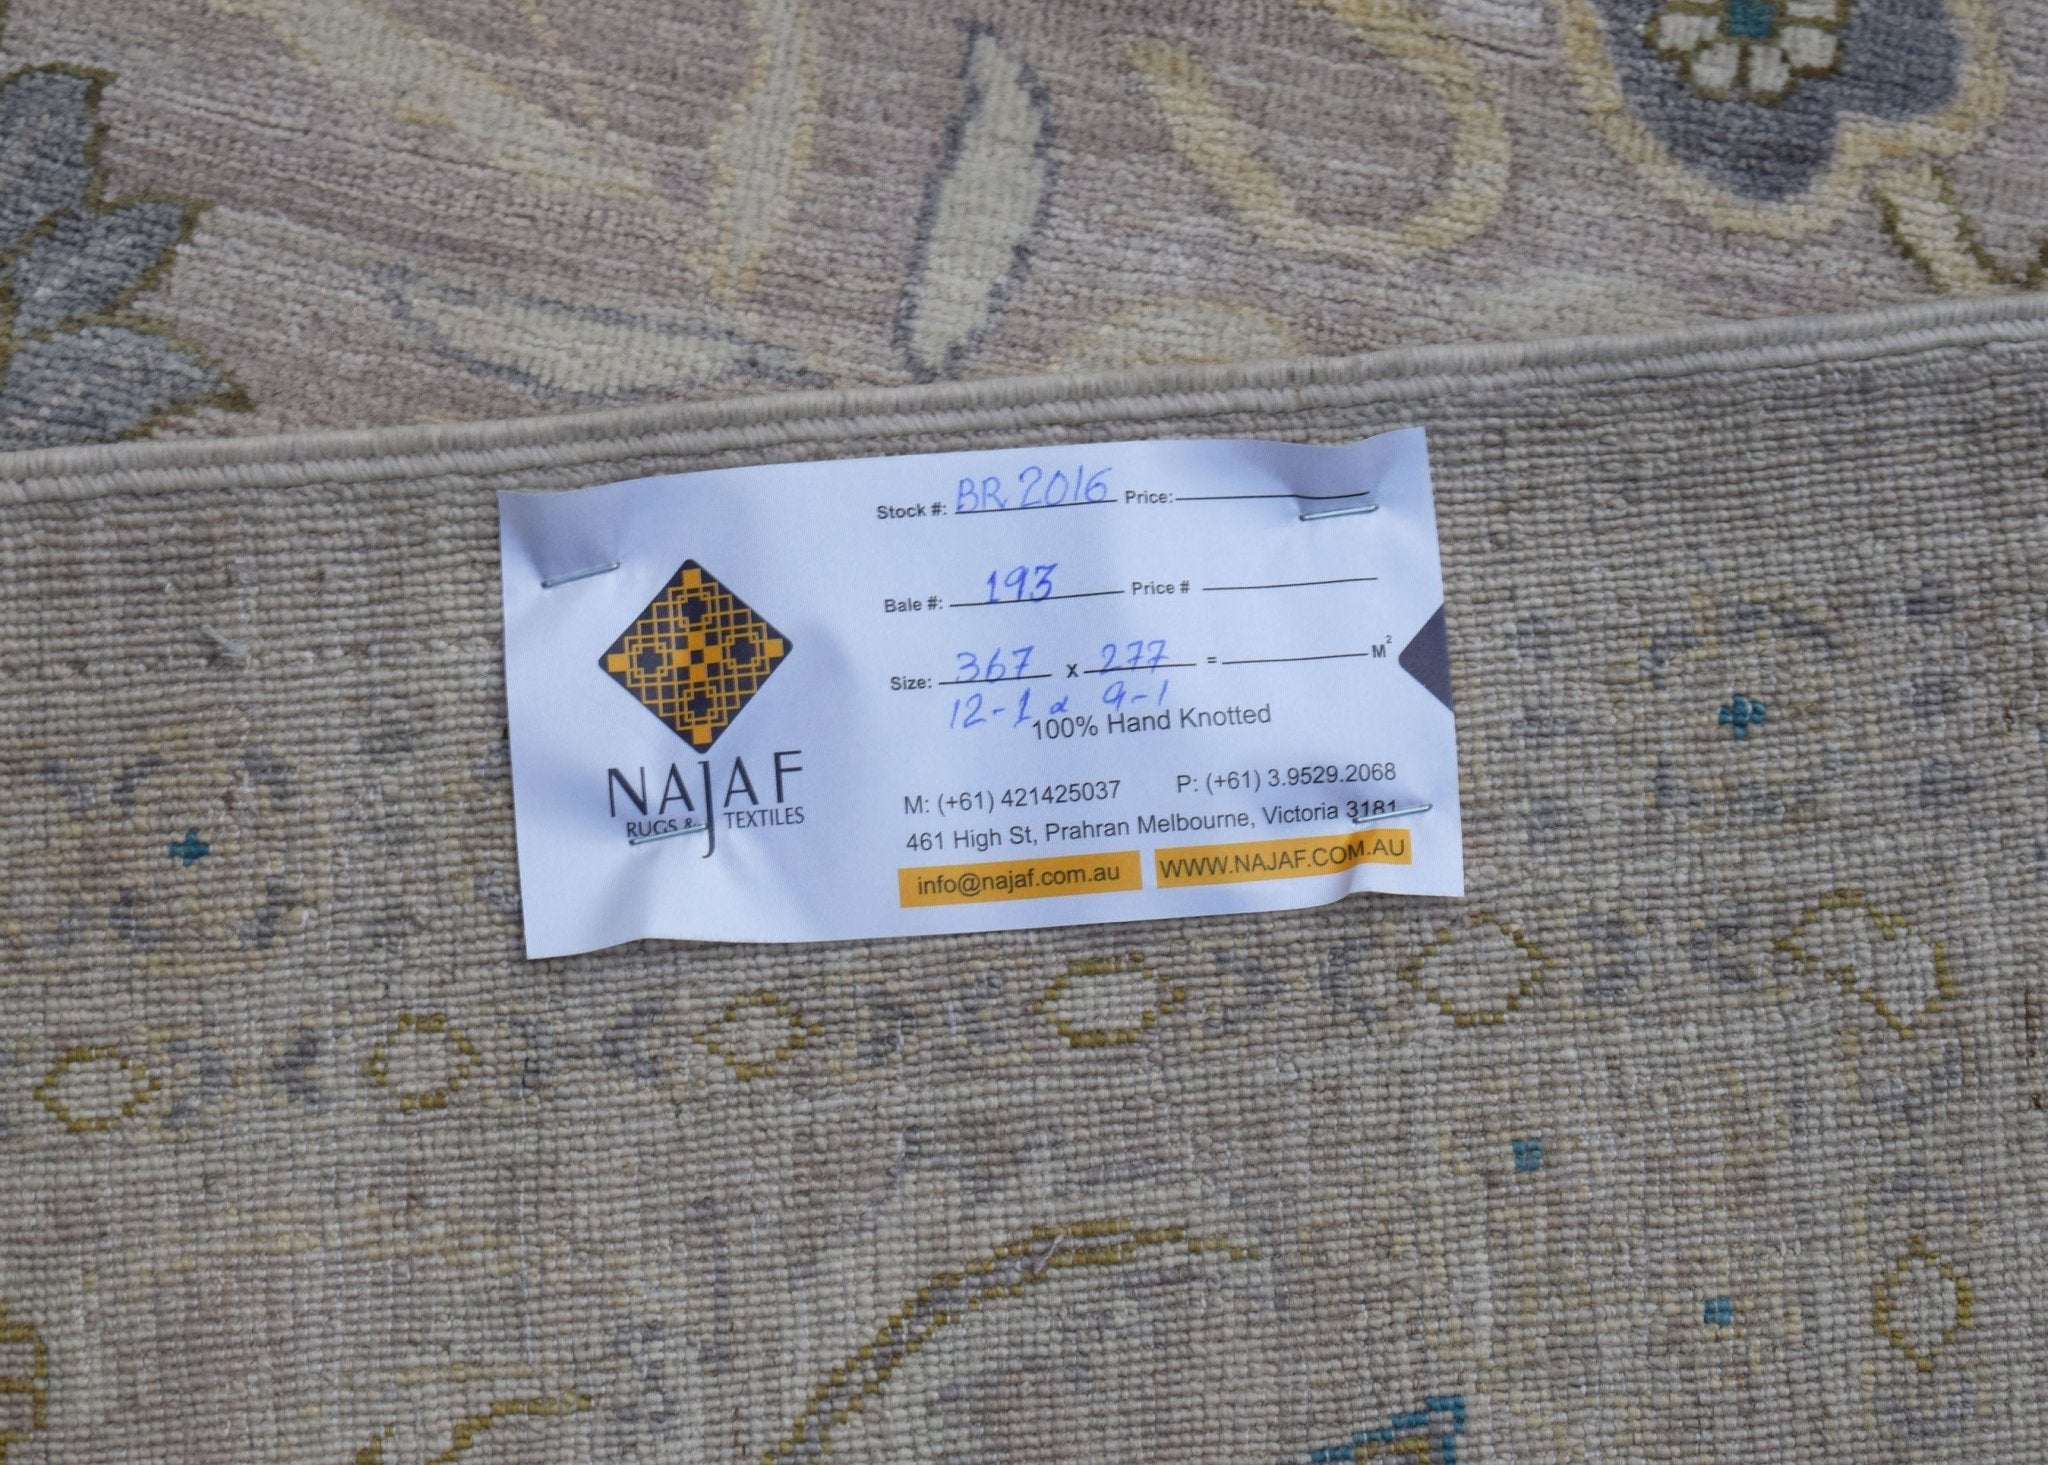 NAJAF
RUGS & TEXTILES
Stock #: BR 2016 Price:
Bale #: 193 Price #
Size: 367 x 277 = M²
12-1 x 9-1
100% Hand Knotted
M: (+61) 421425037 P: (+61) 3.9529.2068
461 High St, Prahran Melbourne, Victoria 3181
info@najaf.com.au WWW.NAJAF.COM.AU